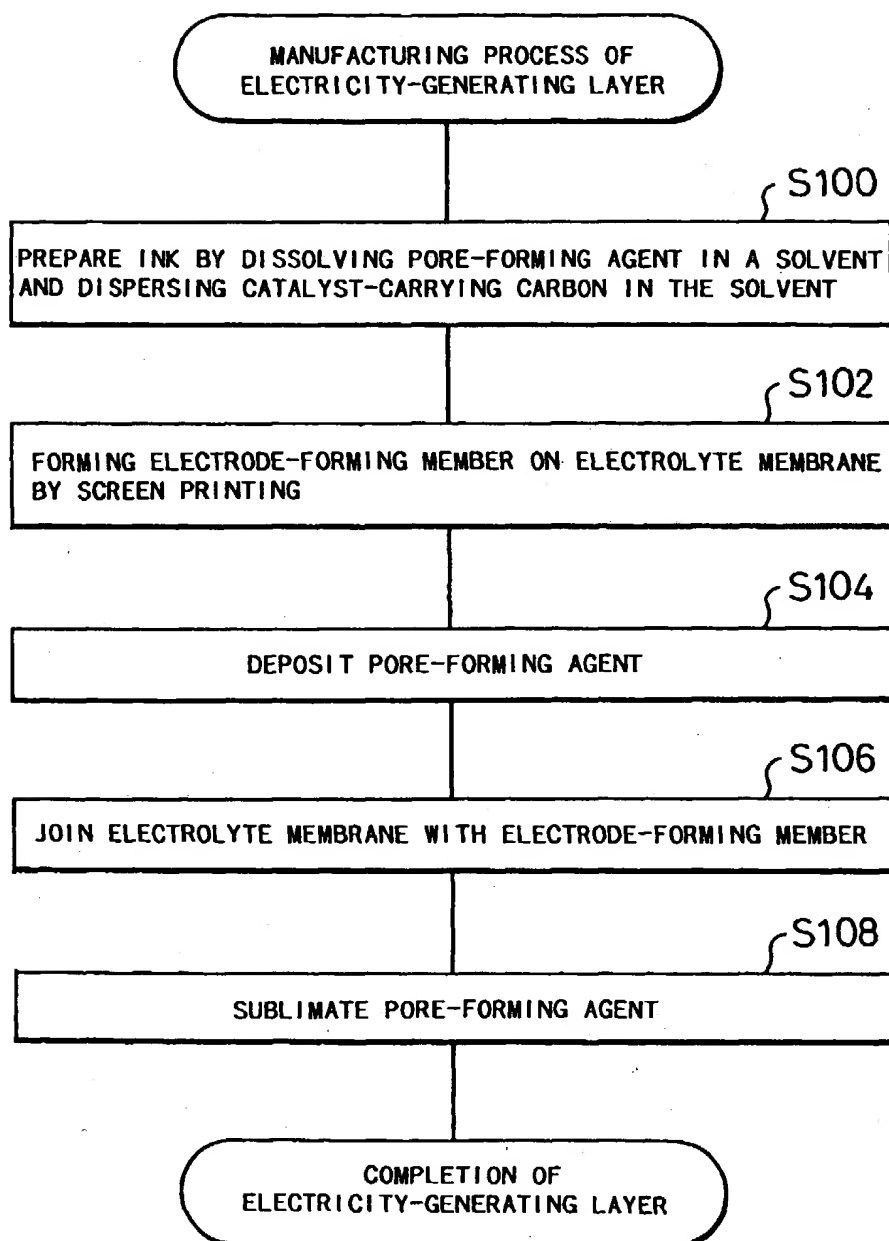 MANUFACTURING PROCESS OF
ELECTRICITY-GENERATING LAYER
S100
PREPARE INK BY DISSOLVING PORE-FORMING AGENT IN A SOLVENT
AND DISPERSING CATALYST-CARRYING CARBON IN THE SOLVENT
S102
FORMING ELECTRODE-FORMING MEMBER ON ELECTROLYTE MEMBRANE
BY SCREEN PRINTING
S104
DEPOSIT PORE-FORMING AGENT
S106
JOIN ELECTROLYTE MEMBRANE WITH ELECTRODE-FORMING MEMBER
S108
SUBLIMATE PORE-FORMING AGENT
COMPLETION OF
ELECTRICITY-GENERATING LAYER